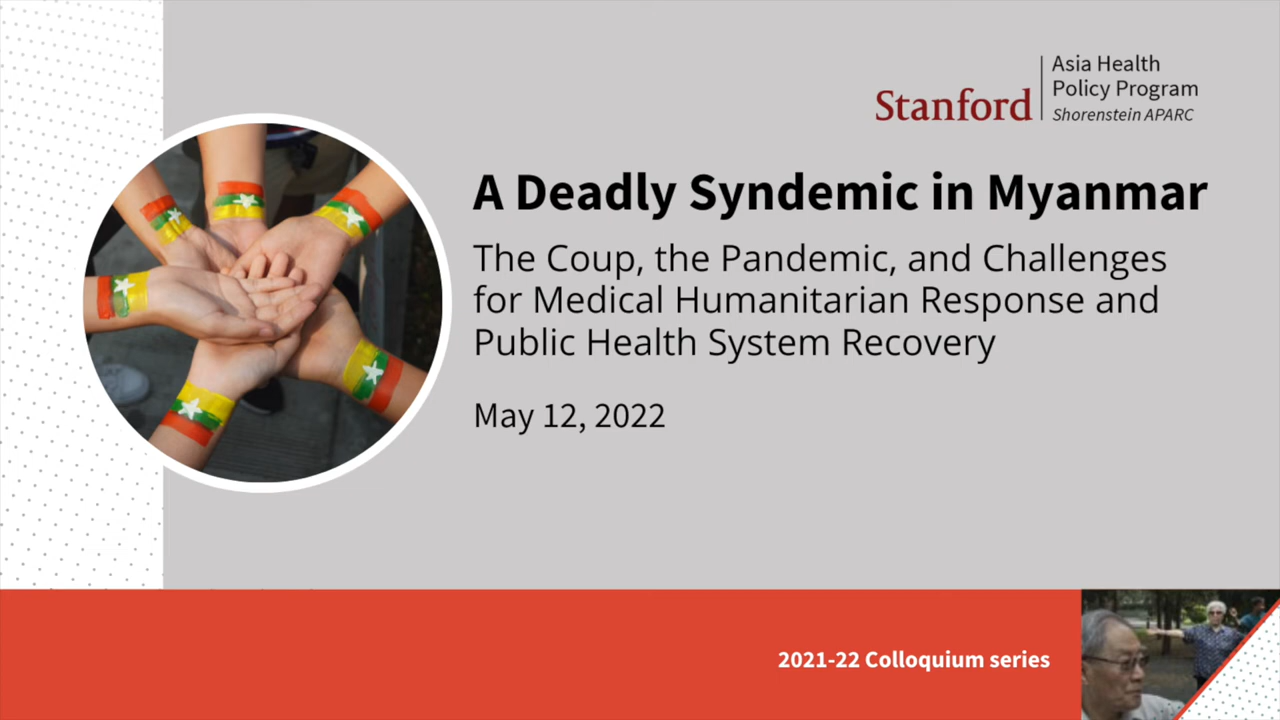 Stanford
Asia Health
Policy Program
Shorenstein APARC
A Deadly Syndemic in Myanmar
The Coup, the Pandemic, and Challenges
for Medical Humanitarian Response and
Public Health System Recovery
May 12, 2022
2021-22 Colloquium series